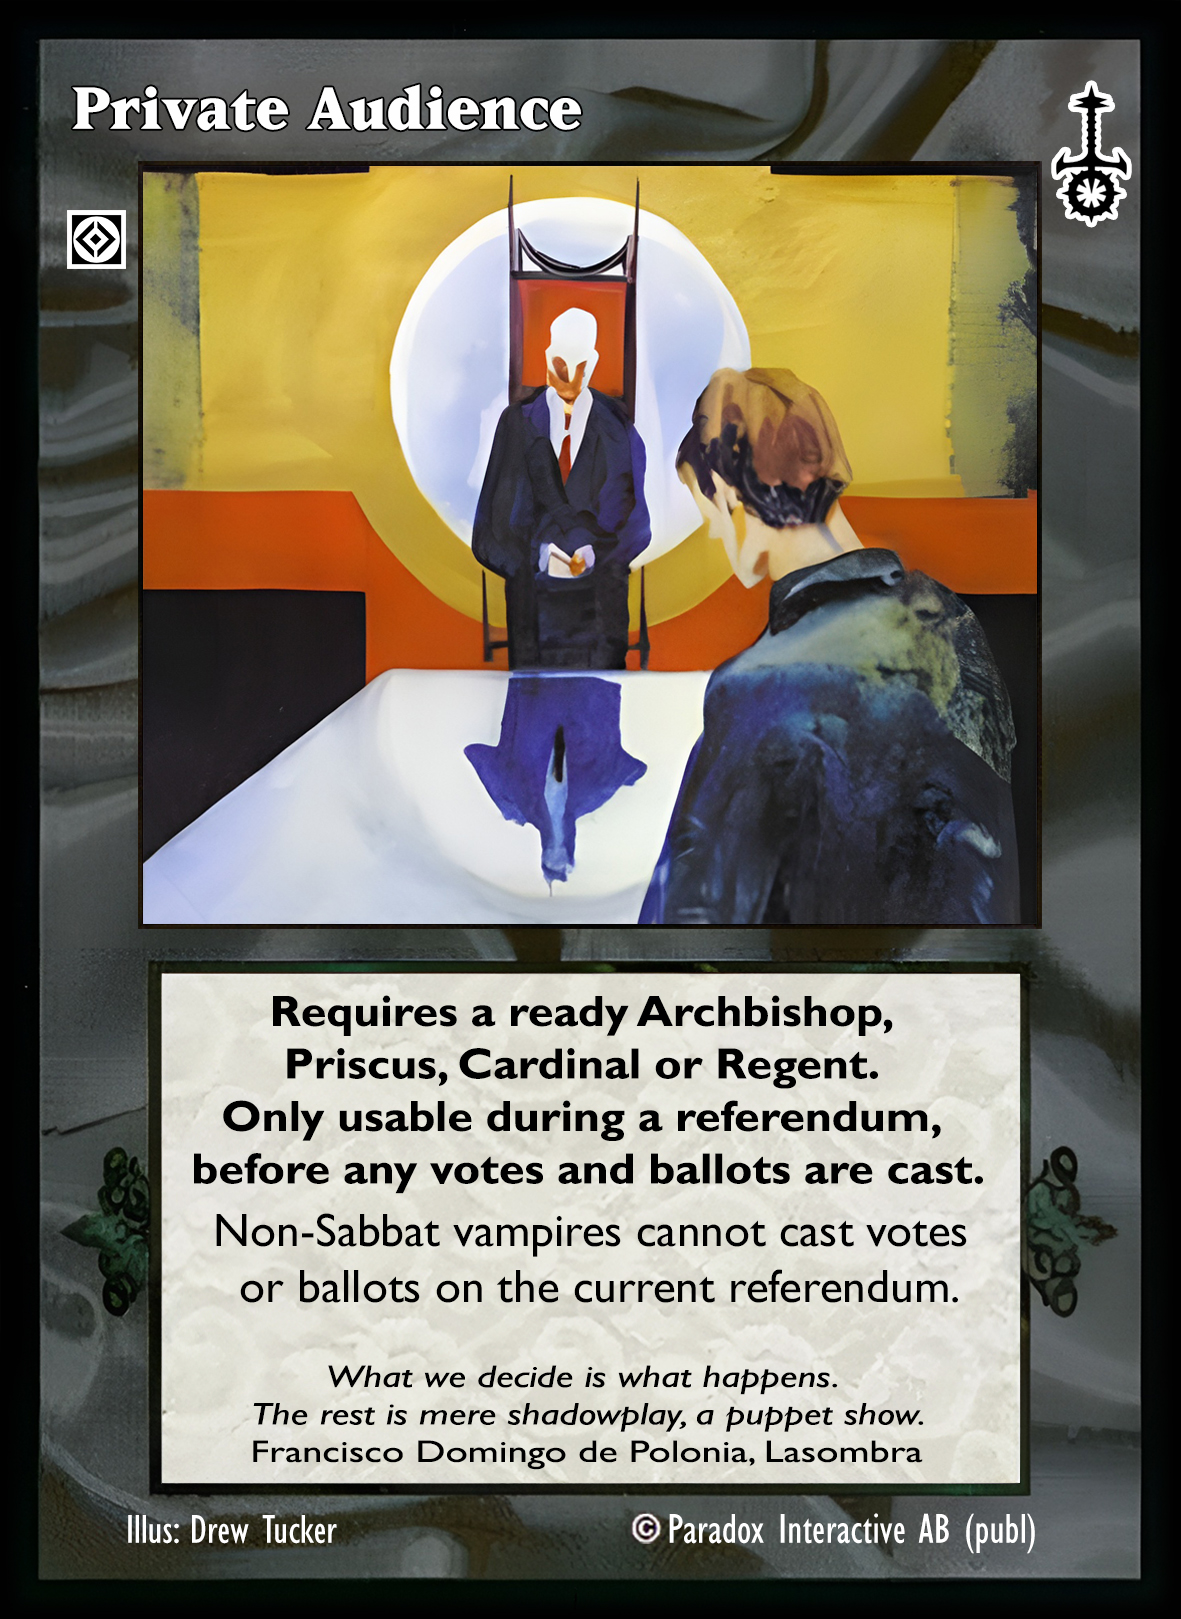 Private Audience
Requires a ready Archbishop,
Priscus, Cardinal or Regent.
Only usable during a referendum,
before any votes and ballots are cast.
Non-Sabbat vampires cannot cast votes
or ballots on the current referendum.
What we decide is what happens.
The rest is mere shadowplay, a puppet show.
Francisco Domingo de Polonia, Lasombra
Illus: Drew Tucker
© Paradox Interactive AB (publ)